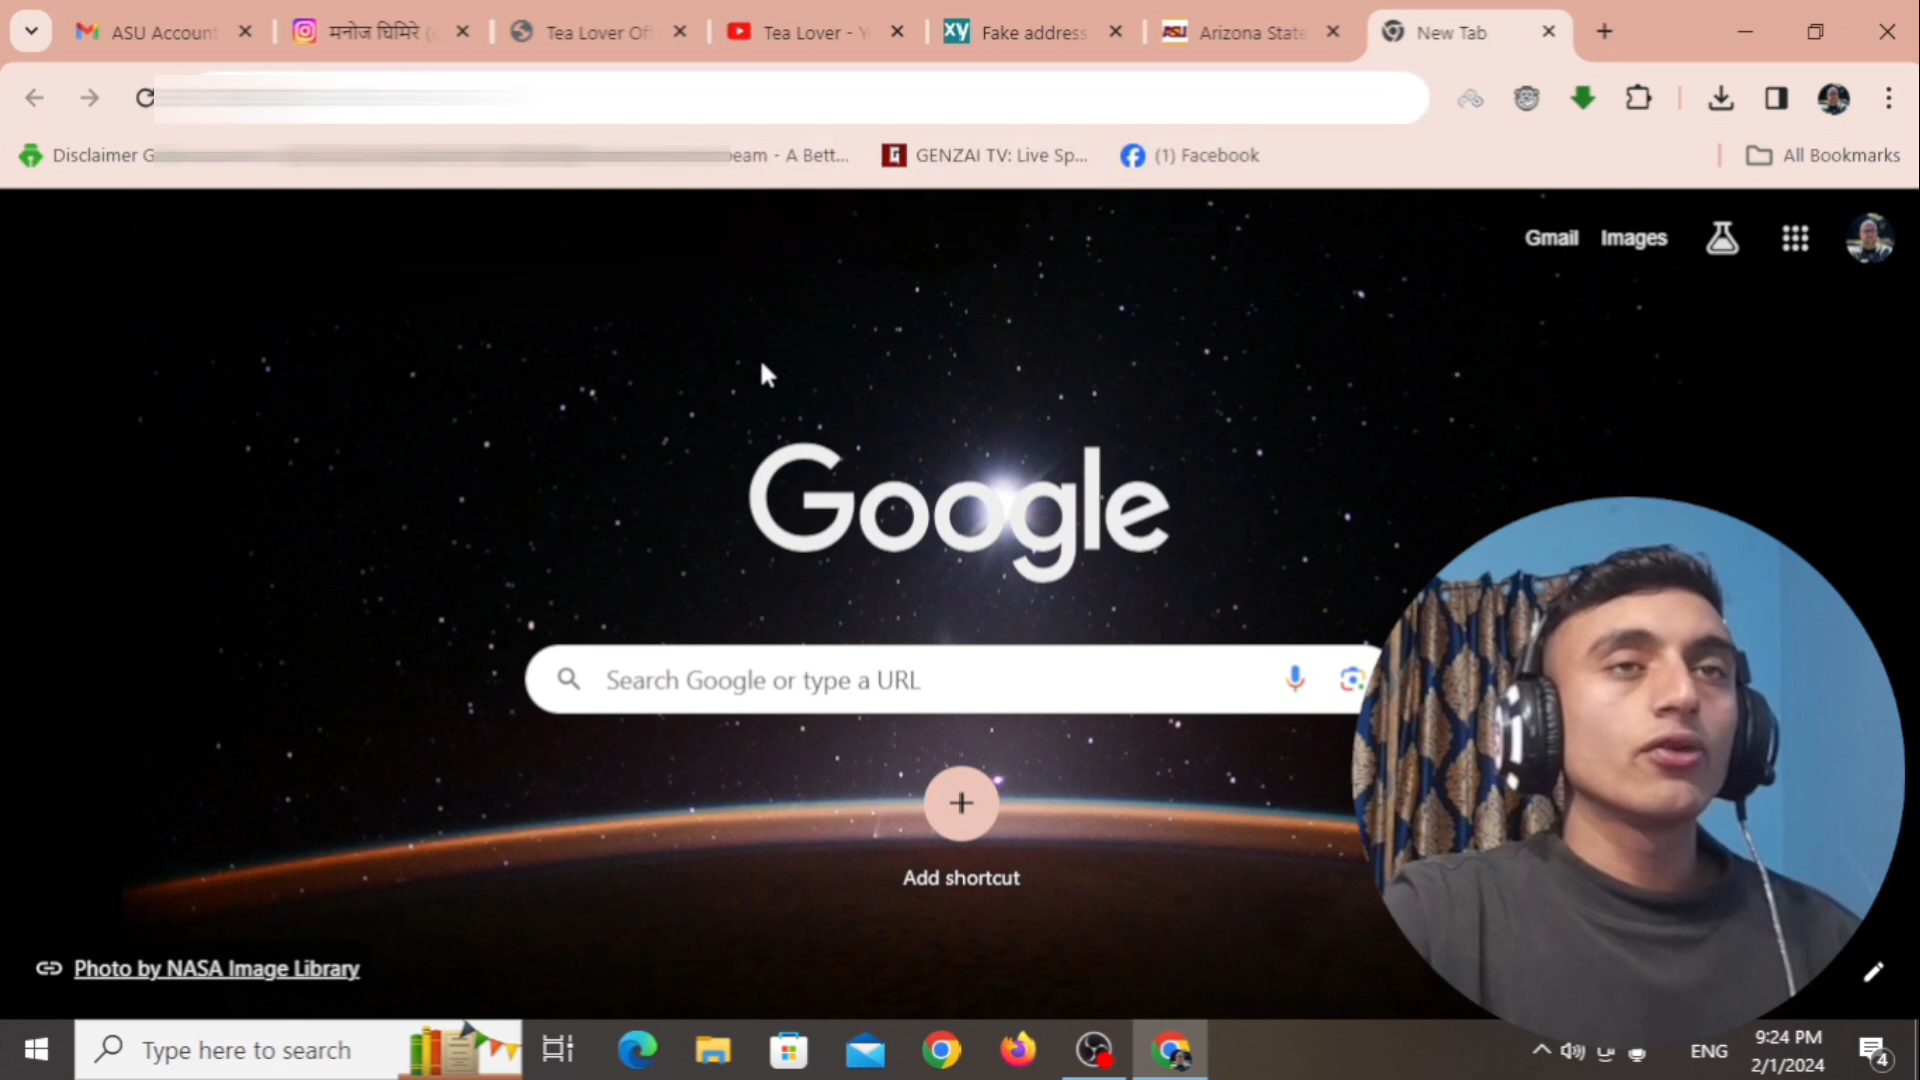 ASU Account
मनोज घिमिरे (
Tea Lover Off
Tea Lover - Y
Fake address
Arizona State
New Tab
Disclaimer G
eam - A Bett...
GENZAI TV: Live Sp...
(1) Facebook
All Bookmarks
Gmail
Images
Google
Search Google or type a URL
Add shortcut
Photo by NASA Image Library
Type here to search
ENG
9:24 PM
2/1/2024
4